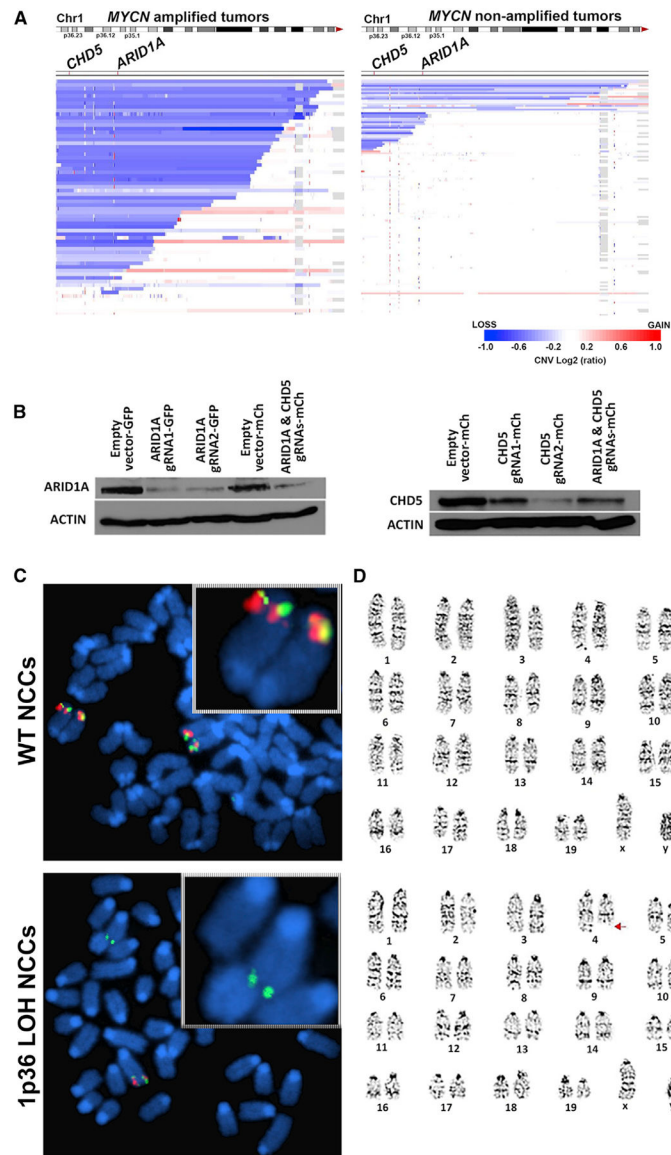 A
MYCN amplified tumors
Chr1
p36.23 p36.12 p35.1
CHD5 ARID1A
MYCN non-amplified tumors
Chr1
p36.23 p36.12 p35.1
CHD5 ARID1A
LOSS GAIN
-1.0 -0.6 -0.2 0.2 0.6 1.0
CNV Log2 (ratio)
B
Empty vector-GFP
ARID1A gRNA1-GFP
ARID1A gRNA2-GFP
Empty vector-mCh
ARID1A & CHD5 gRNAs-mCh
ARID1A
ACTIN
Empty vector-mCh
CHD5 gRNA1-mCh
CHD5 gRNA2-mCh
ARID1A & CHD5 gRNAs-mCh
CHD5
ACTIN
C
WT NCCs
1p36 LOH NCCs
D
1 2 3 4 5
6 7 8 9 10
11 12 13 14 15
16 17 18 19 x y
1 2 3 4 5
6 7 8 9 10
11 12 13 14 15
16 17 18 19 x